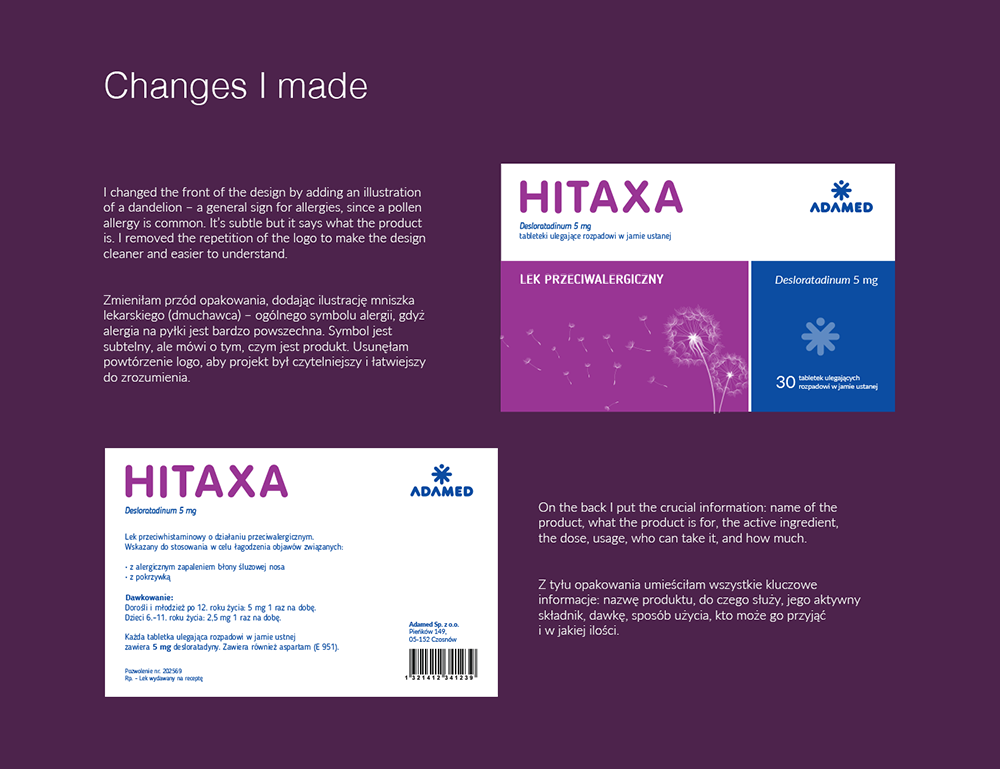 Changes I made
I changed the front of the design by adding an illustration
of a dandelion – a general sign for allergies, since a pollen
allergy is common. It's subtle but it says what the product
is. I removed the repetition of the logo to make the design
cleaner and easier to understand.
Zmieniłam przód opakowania, dodając ilustrację mniszka
lekarskiego (dmuchawca) – ogólnego symbolu alergii, gdyż
alergia na pyłki jest bardzo powszechna. Symbol jest
subtelny, ale mówi o tym, czym jest produkt. Usunęłam
powtórzenie logo, aby projekt był czytelniejszy i łatwiejszy
do zrozumienia.
HITAXA
ADAMED
Desloratadinum 5 mg
tableteki ulegające rozpadowi w jamie ustanej
LEK PRZECIWALERGICZNY
Desloratadinum 5 mg
30 tabletek ulegających
rozpadowi w jamie ustanej
HITAXA
ADAMED
Desloratadinum 5 mg
Lek przeciwhistaminowy o działaniu przeciwalergicznym.
Wskazany do stosowania w celu łagodzenia objawów związanych:
• z alergicznym zapaleniem błony śluzowej nosa
• z pokrzywką
Dawkowanie:
Dorośli i młodzież po 12. roku życia: 5 mg 1 raz na dobę.
Dzieci 6.-11. roku życia: 2,5 mg 1 raz na dobę.
Każda tabletka ulegająca rozpadowi w jamie ustnej
zawiera 5 mg desloratadyny. Zawiera również aspartam (E 951).
Pozwolenie nr. 202569
Rp. - Lek wydawany na receptę
Adamed Sp. z o.o.
Pieńków 149,
05-152 Czosnów
1 321412 341239
On the back I put the crucial information: name of the
product, what the product is for, the active ingredient,
the dose, usage, who can take it, and how much.
Z tyłu opakowania umieściłam wszystkie kluczowe
informacje: nazwę produktu, do czego służy, jego aktywny
składnik, dawkę, sposób użycia, kto może go przyjąć
i w jakiej ilości.